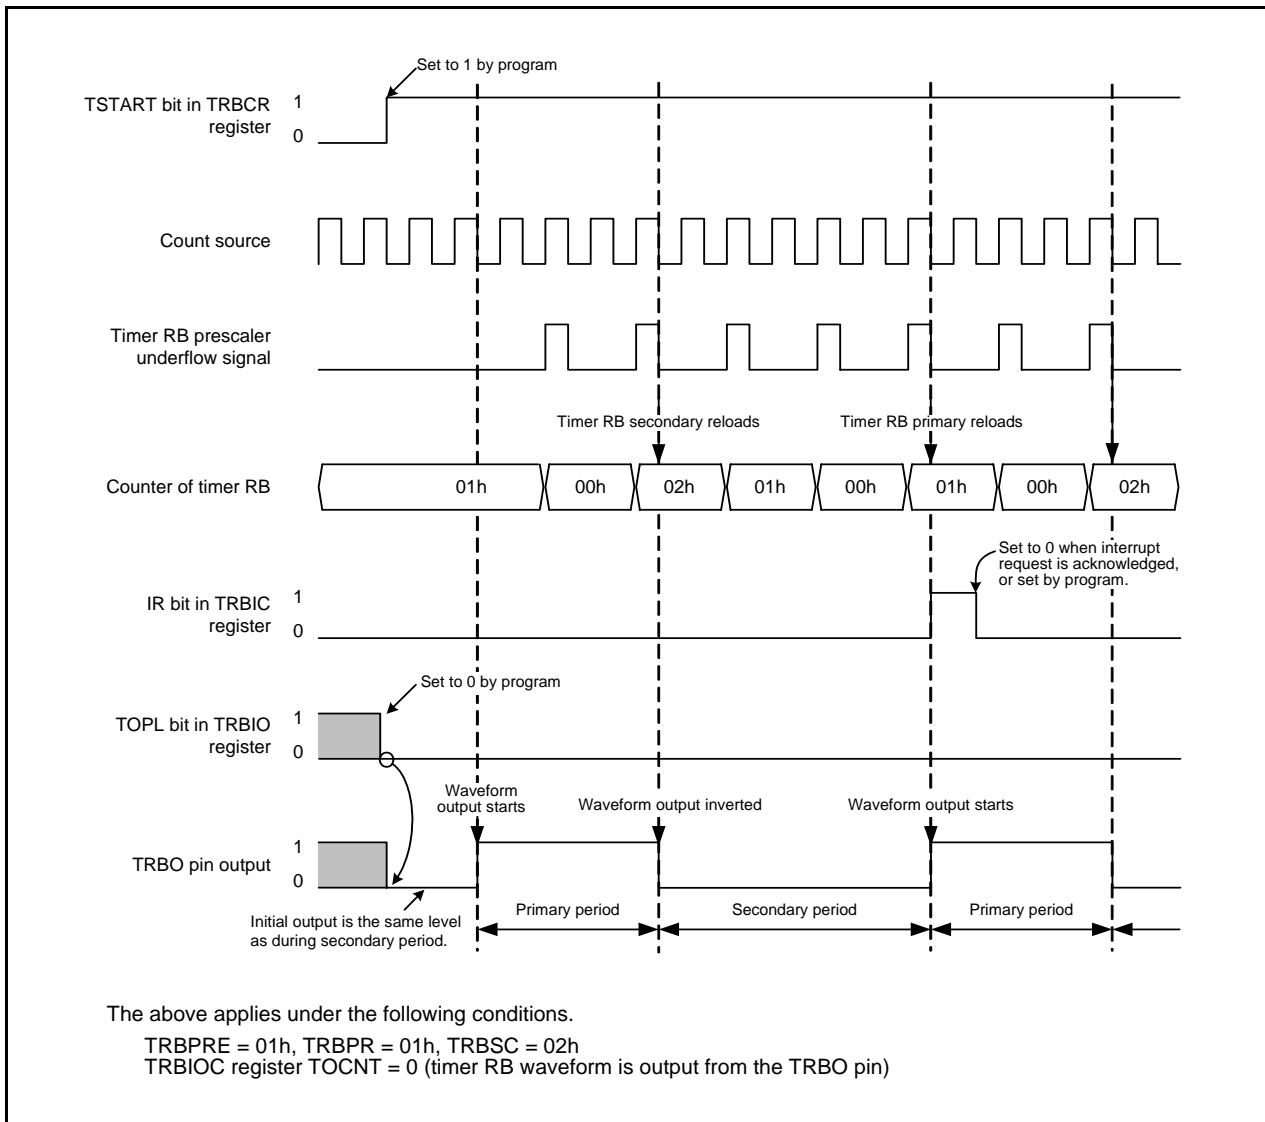 Set to 1 by program
TSTART bit in TRBCR
register
1
0
Count source
Timer RB prescaler
underflow signal
Timer RB secondary reloads
Timer RB primary reloads
Counter of timer RB
01h
00h
02h
01h
00h
01h
00h
02h
Set to 0 when interrupt
request is acknowledged,
or set by program.
IR bit in TRBIC
register
1
0
Set to 0 by program
TOPL bit in TRBIO
register
1
0
Waveform
output starts
Waveform output inverted
Waveform output starts
TRBO pin output
1
0
Initial output is the same level
as during secondary period.
Primary period
Secondary period
Primary period
The above applies under the following conditions.
TRBPRE = 01h, TRBPR = 01h, TRBSC = 02h
TRBIOC register TOCNT = 0 (timer RB waveform is output from the TRBO pin)